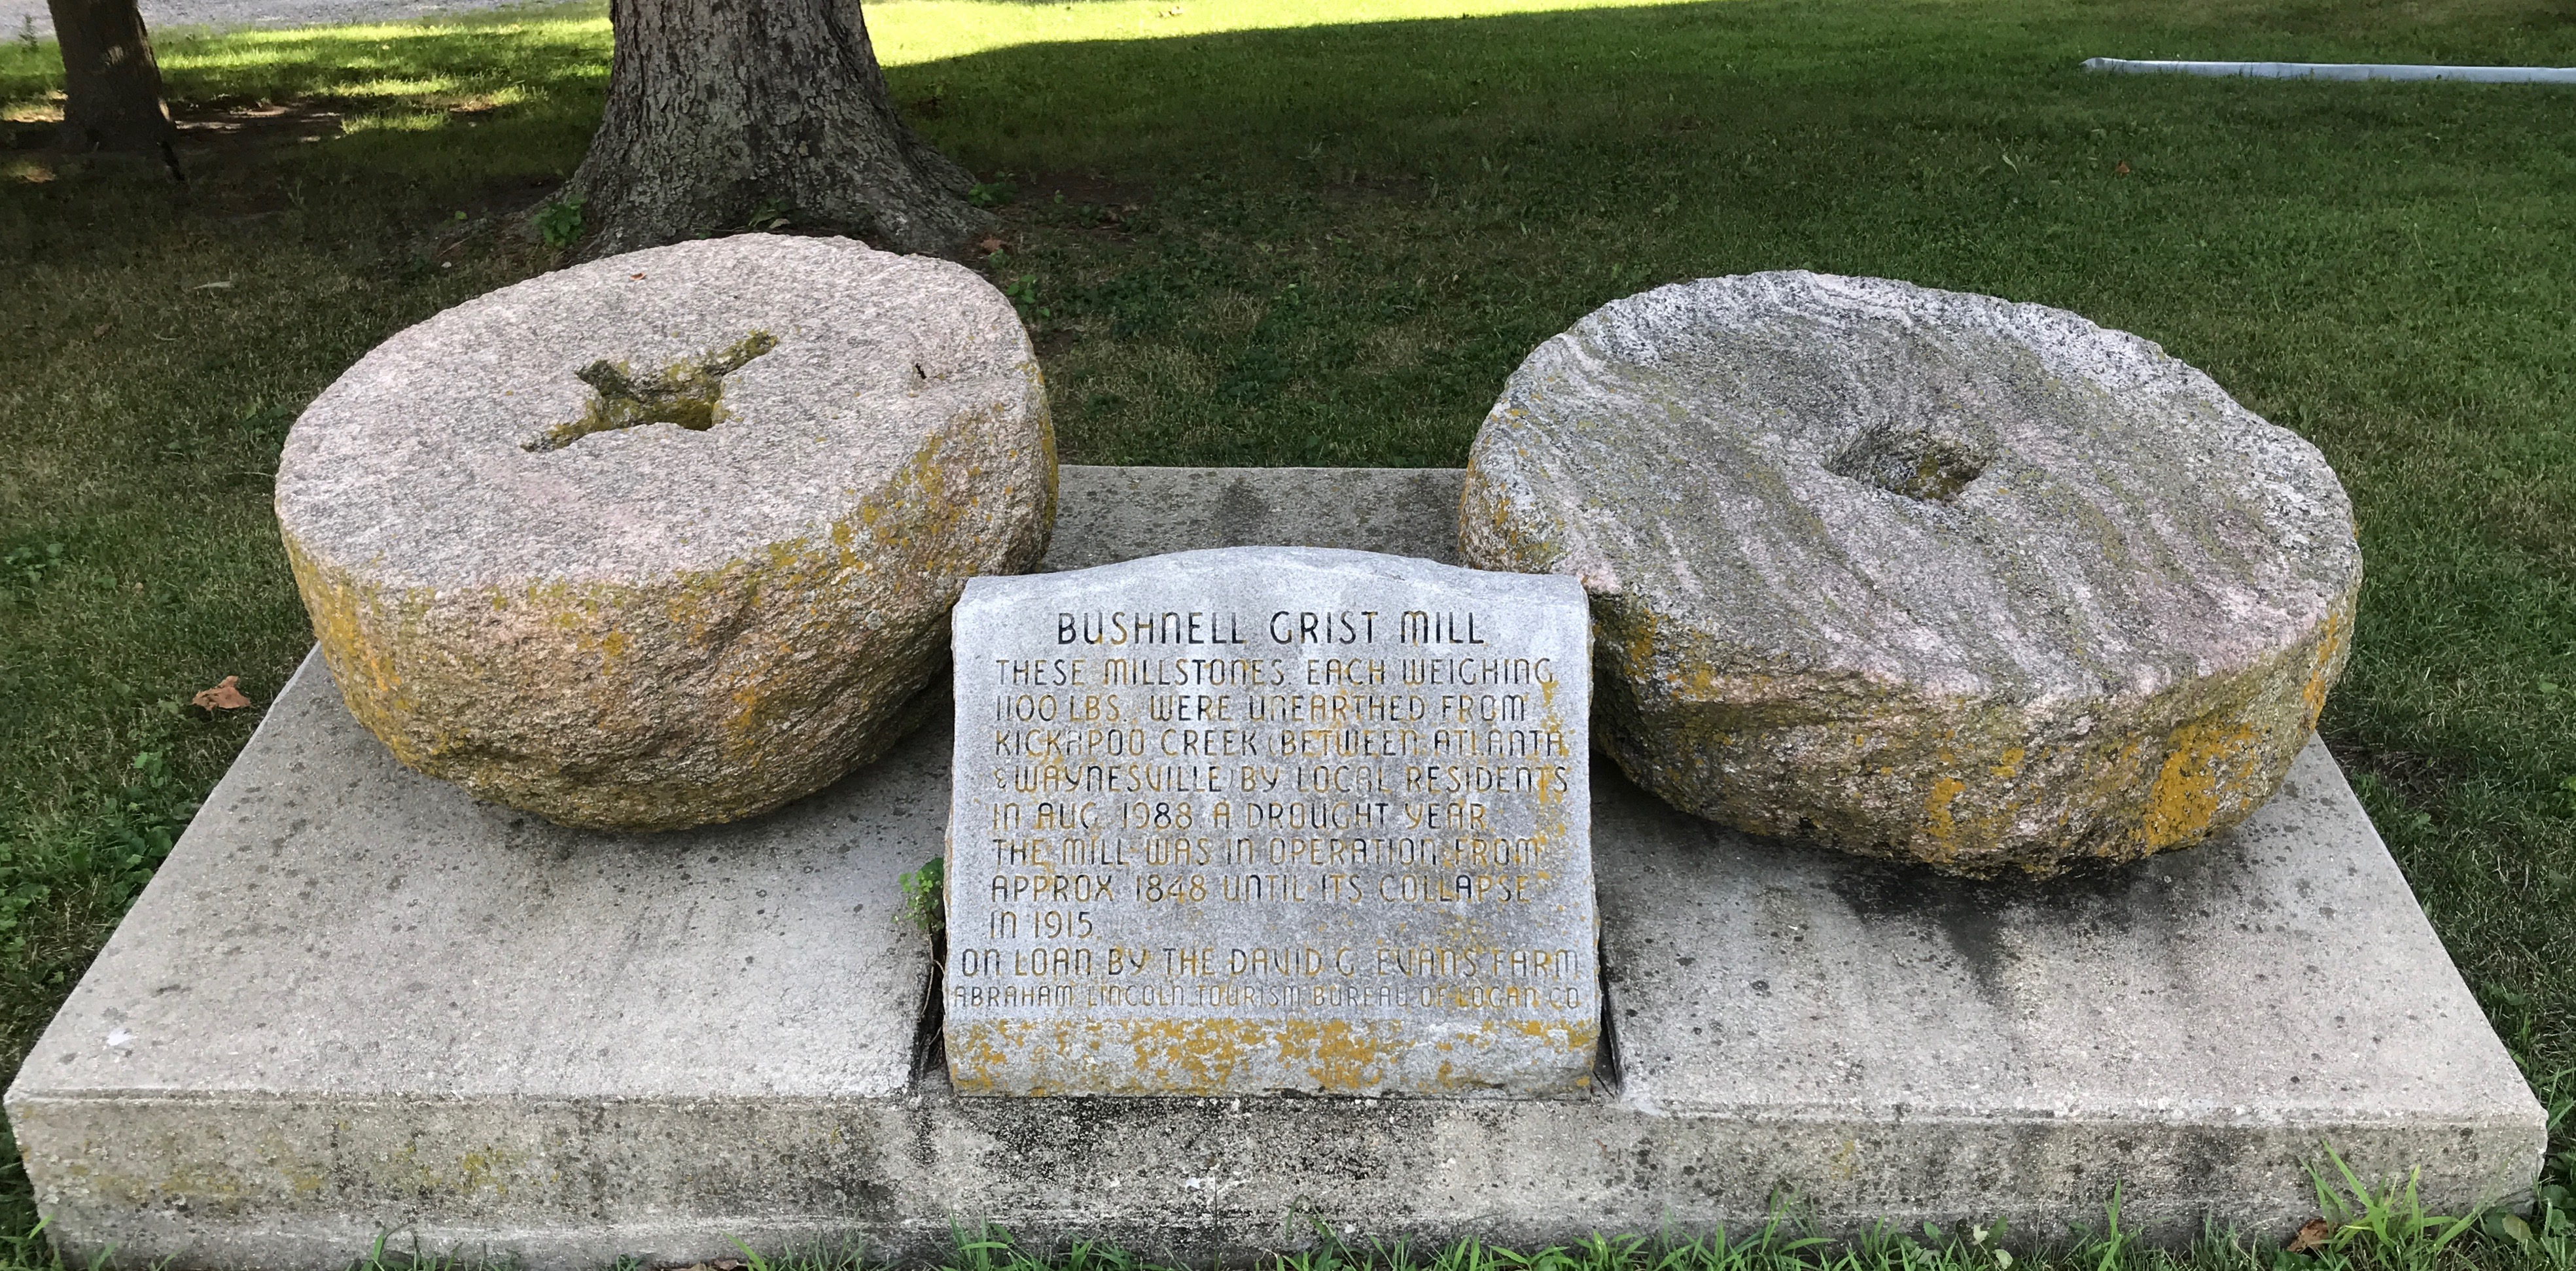 BUSHNELL GRIST MILL
THESE MILLSTONES, EACH WEIGHING
1100 LBS., WERE UNEARTHED FROM
KICKAPOO CREEK (BETWEEN ATLANTA
& WAYNESVILLE) BY LOCAL RESIDENTS
IN AUG. 1988 A DROUGHT YEAR.
THE MILL WAS IN OPERATION FROM
APPROX. 1848 UNTIL ITS COLLAPSE
IN 1915.
ON LOAN BY THE DAVID G. EVANS FARM
ABRAHAM LINCOLN TOURISM BUREAU OF LOGAN CO.